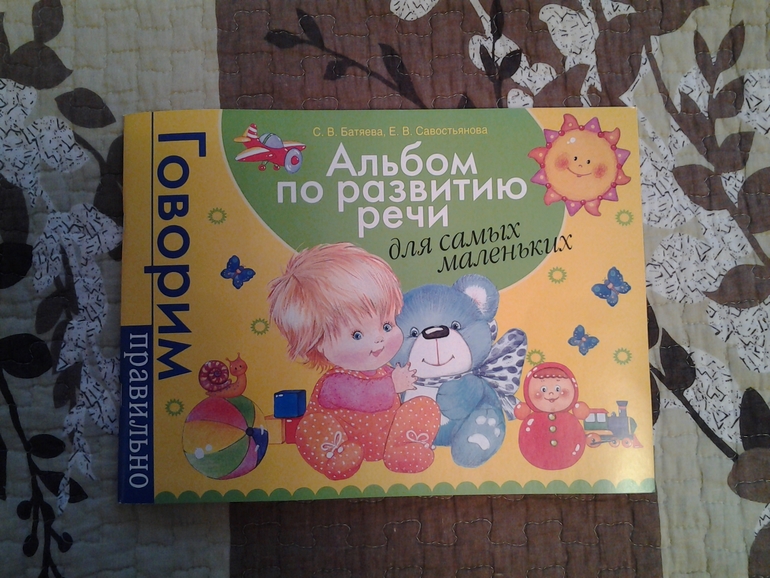 С. В. Батяева, Е. В. Савостьянова
Альбом
по развитию
речи
для самых
маленьких
Говорим
правильно